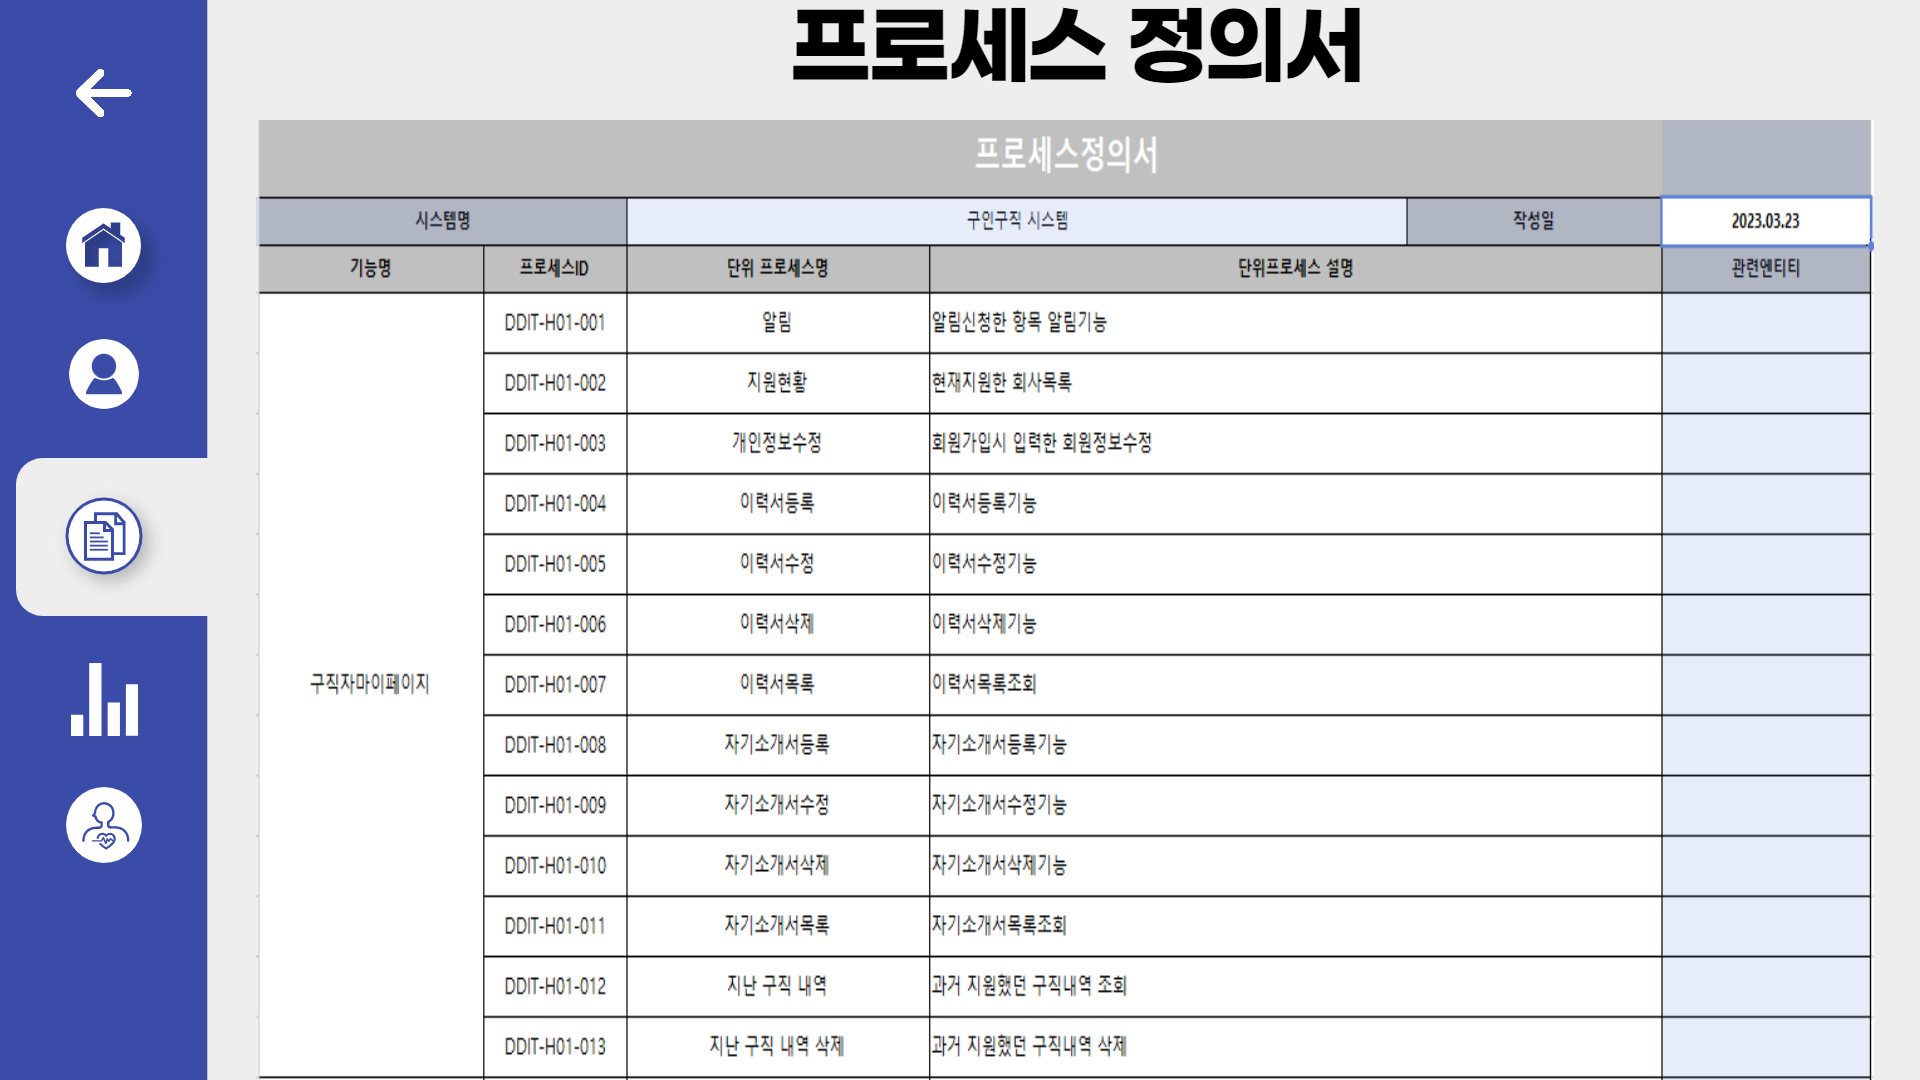 프로세스 정의서
프로세스정의서
시스템명 구인구직 시스템 작성일 2023.03.23
기능명 프로세스ID 단위 프로세스명 단위프로세스 설명 관련엔티티
DDIT-H01-001 알림 알림신청한 항목 알림기능
DDIT-H01-002 지원현황 현재지원한 회사목록
DDIT-H01-003 개인정보수정 회원가입시 입력한 회원정보수정
DDIT-H01-004 이력서등록 이력서등록기능
DDIT-H01-005 이력서수정 이력서수정기능
DDIT-H01-006 이력서삭제 이력서삭제기능
구직자마이페이지 DDIT-H01-007 이력서목록 이력서목록조회
DDIT-H01-008 자기소개서등록 자기소개서등록기능
DDIT-H01-009 자기소개서수정 자기소개서수정기능
DDIT-H01-010 자기소개서삭제 자기소개서삭제기능
DDIT-H01-011 자기소개서목록 자기소개서목록조회
DDIT-H01-012 지난 구직 내역 과거 지원했던 구직내역 조회
DDIT-H01-013 지난 구직 내역 삭제 과거 지원했던 구직내역 삭제